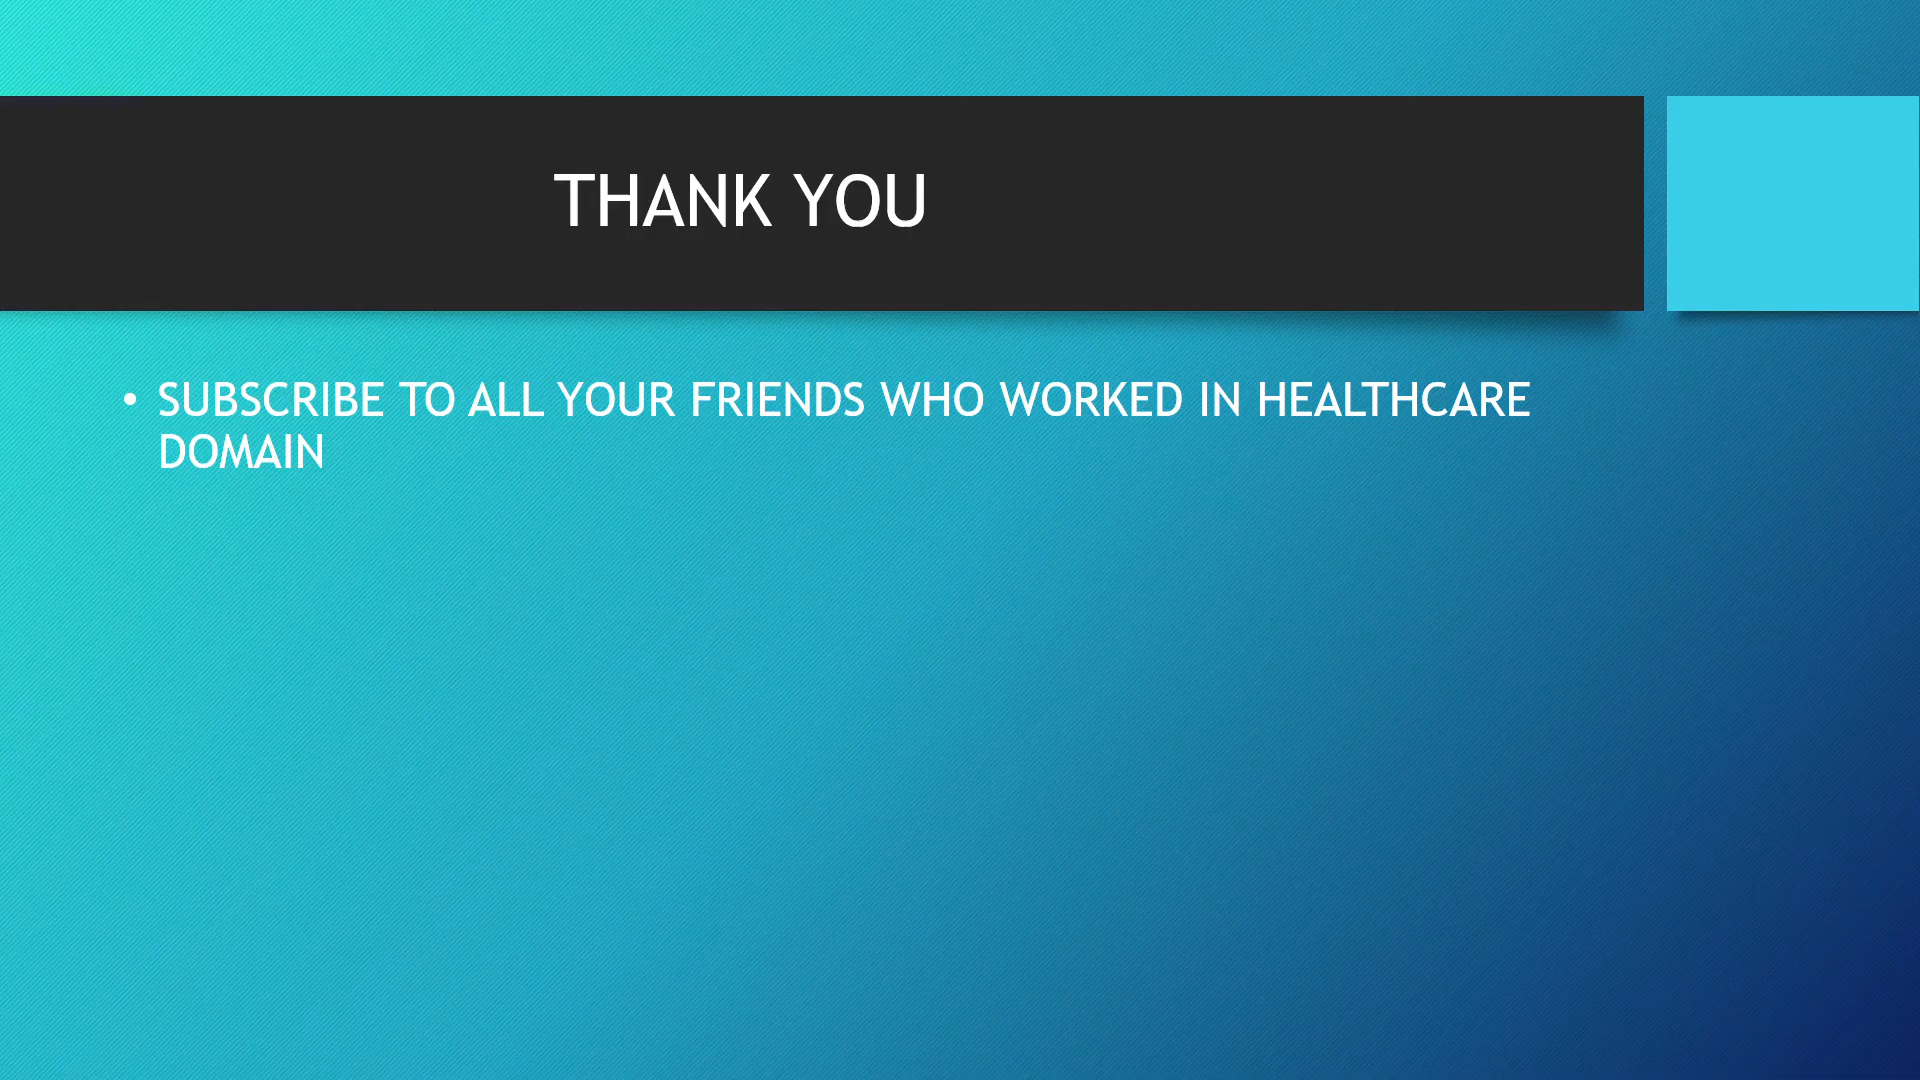 THANK YOU
• SUBSCRIBE TO ALL YOUR FRIENDS WHO WORKED IN HEALTHCARE
DOMAIN